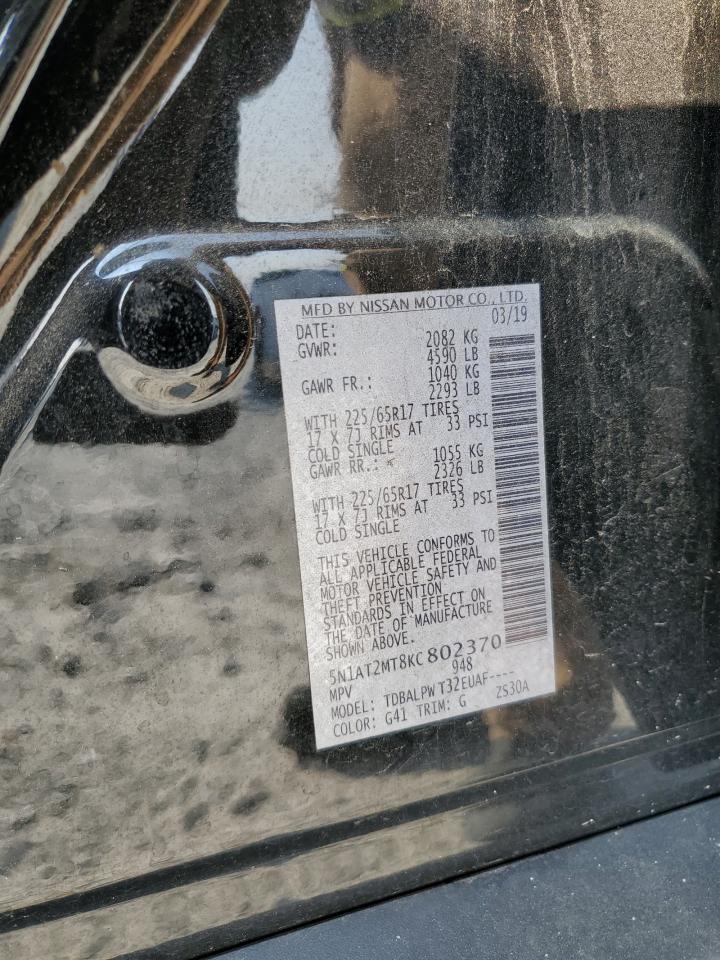 MFD BY NISSAN MOTOR CO., LTD.
DATE: 03/19
GVWR: 2082 KG
4590 LB
GAWR FR.: 1040 KG
2293 LB
WITH 225/65R17 TIRES
17 X 7J RIMS AT 33 PSI
COLD SINGLE
GAWR RR.: 1055 KG
2326 LB
WITH 225/65R17 TIRES
17 X 7J RIMS AT 33 PSI
COLD SINGLE
THIS VEHICLE CONFORMS TO
ALL APPLICABLE FEDERAL
MOTOR VEHICLE SAFETY AND
THEFT PREVENTION
STANDARDS IN EFFECT ON
THE DATE OF MANUFACTURE
SHOWN ABOVE.
5N1AT2MT8KC802370
MPV 948
MODEL: TDBALPWT32EUAF----
COLOR: G41 TRIM: G ZS30A